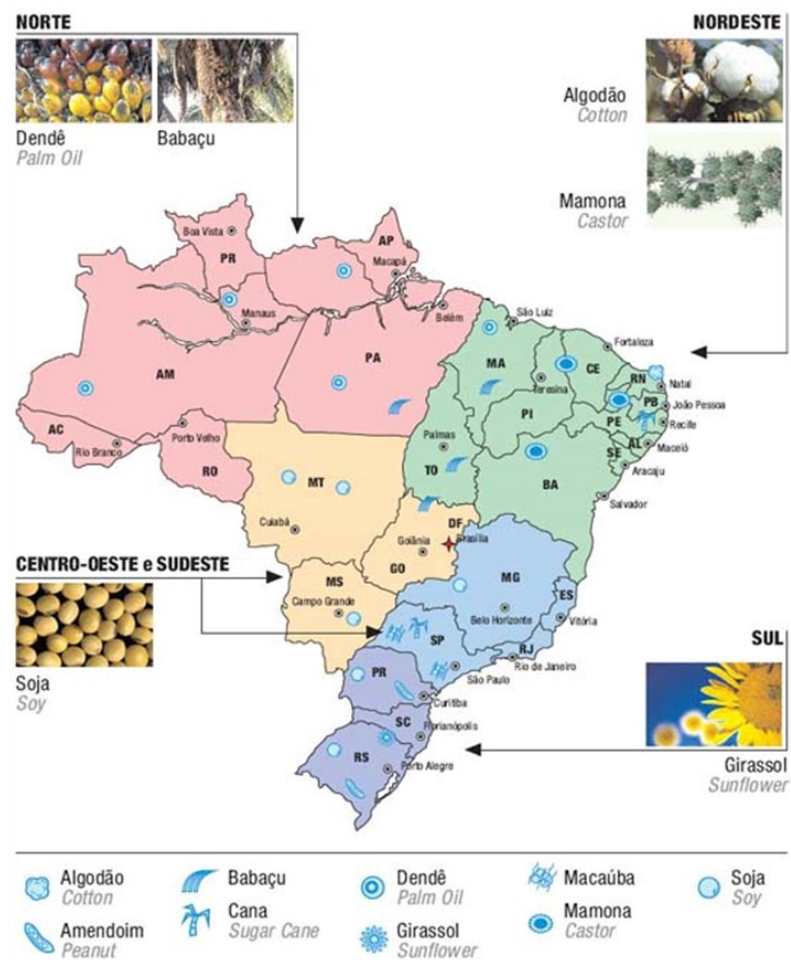 NORTE
Dendê
Palm Oil
Babaçu
NORDESTE
Algodão
Cotton
Mamona
Castor
Boa Vista
PR
AP
Macapá
Manaus
Belém
AM
PA
AC
Rio Branco
Porto Velho
RO
São Luiz
MA
Teresina
CE
Fortaleza
RN
Natal
PB
João Pessoa
PE
Recife
PI
AL
Maceió
SE
Aracaju
Palmas
TO
BA
Salvador
MT
Cuiabá
DF
Brasília
Goiânia
GO
MS
Campo Grande
MG
Belo Horizonte
ES
Vitória
SP
São Paulo
RJ
Rio de Janeiro
PR
Curitiba
SC
Florianópolis
RS
Porto Alegre
CENTRO-OESTE e SUDESTE
Soja
Soy
SUL
Girassol
Sunflower
Algodão
Cotton
Amendoim
Peanut
Babaçu
Cana
Sugar Cane
Dendê
Palm Oil
Girassol
Sunflower
Macaúba
Mamona
Castor
Soja
Soy